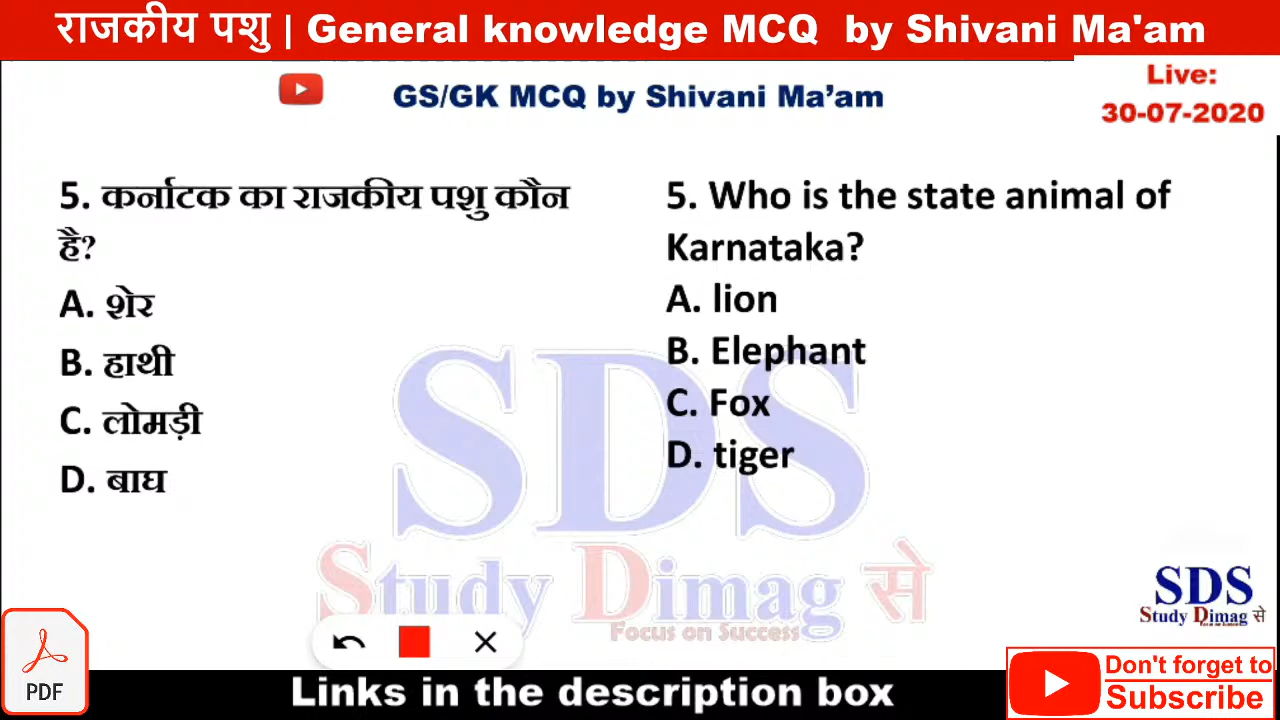 राजकीय पशु | General knowledge MCQ by Shivani Ma'am
Live:
30-07-2020
GS/GK MCQ by Shivani Ma’am
5. कर्नाटक का राजकीय पशु कौन
है?
A. शेर
B. हाथी
C. लोमड़ी
D. बाघ
5. Who is the state animal of
Karnataka?
A. lion
B. Elephant
C. Fox
D. tiger
SDS
Study Dimag से
Focus on Success
SDS
Study Dimag से
Focus on Success
PDF
Links in the description box
Don't forget to
Subscribe